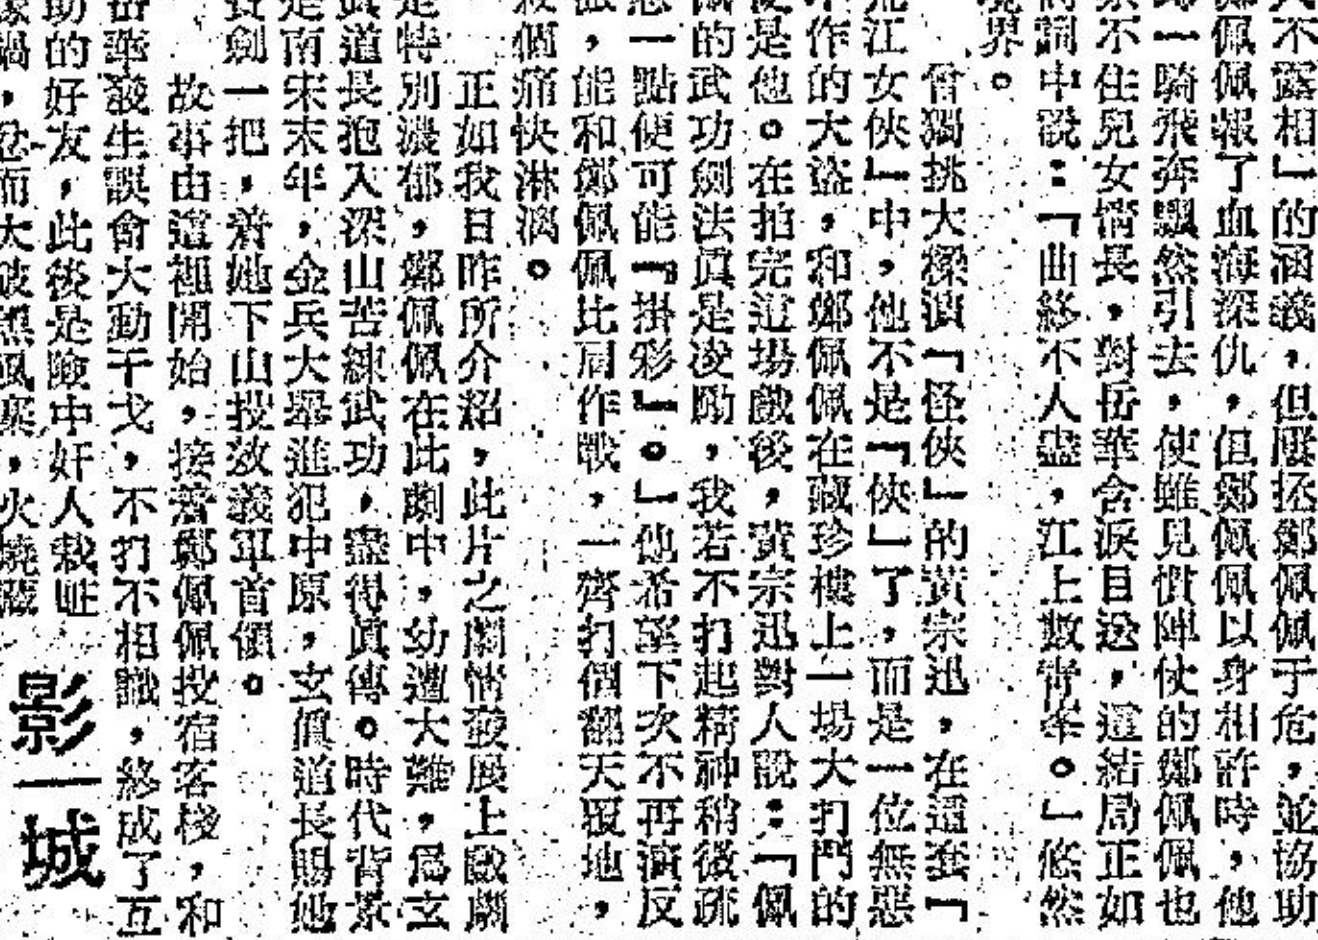 人不露相」的涵義，但屢拯鄭佩佩于危，並協助
鄭佩佩報了血海深仇，但鄭佩佩以身相許時，他
一騎飛奔飄然引去，使雖見慣陣仗的鄭佩佩也
禁不住兒女情長，對岳華含淚目送，這結局正如
詩詞中說：「曲終不人盡，江上數青峯。」悠然
境界。
曾獨挑大樑演「怪俠」的黃宗迅，在這套「
荒江女俠」中，他不是「俠」了，而是一位無惡
不作的大盜，和鄭佩佩在藏珍樓上一場大打鬥的
便是他。在拍完這場戲後，黃宗迅對人說：「佩
佩的武功劍法眞是凌勵，我若不打起精神稍微疏
忽一點便可能『掛彩』。」他希望下次不再演反
派，能和鄭佩佩比肩作戰，一齊打個翻天覆地，
殺個痛快淋漓。
正如我日昨所介紹，此片之劇情發展上戲劇
是特別濃郁，鄭佩佩在此劇中，幼遭大難，爲玄
眞道長抱入深山苦練武功，盡得眞傳。時代背景
是南宋末年，金兵大舉進犯中原，玄眞道長賜她
寶劍一把，着她下山投效義軍首領。
故事由這裡開始，接着鄭佩佩投宿客棧，和
岳華發生誤會大動干戈，不打不相識，終成了互
助的好友，此後是險中奸人栽賍
禍，忿而大破黑風寨，火燒
影一城